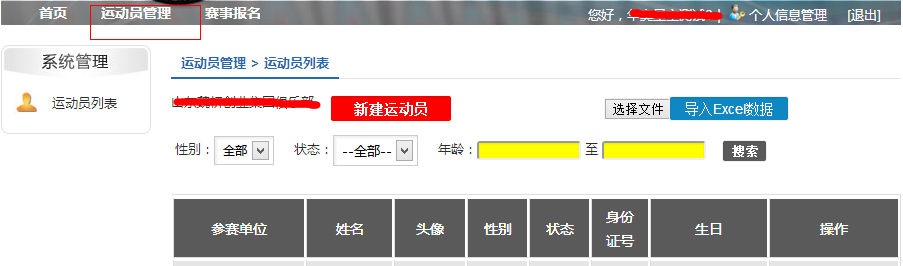 首页 运动员管理 赛事报名 您好， 个人信息管理 [退出]
系统管理
运动员列表
运动员管理 > 运动员列表
新建运动员 选择文件 导入Excel数据
性别： 全部 状态： --全部-- 年龄： 至 搜索
参赛单位 姓名 头像 性别 状态 身份证号 生日 操作